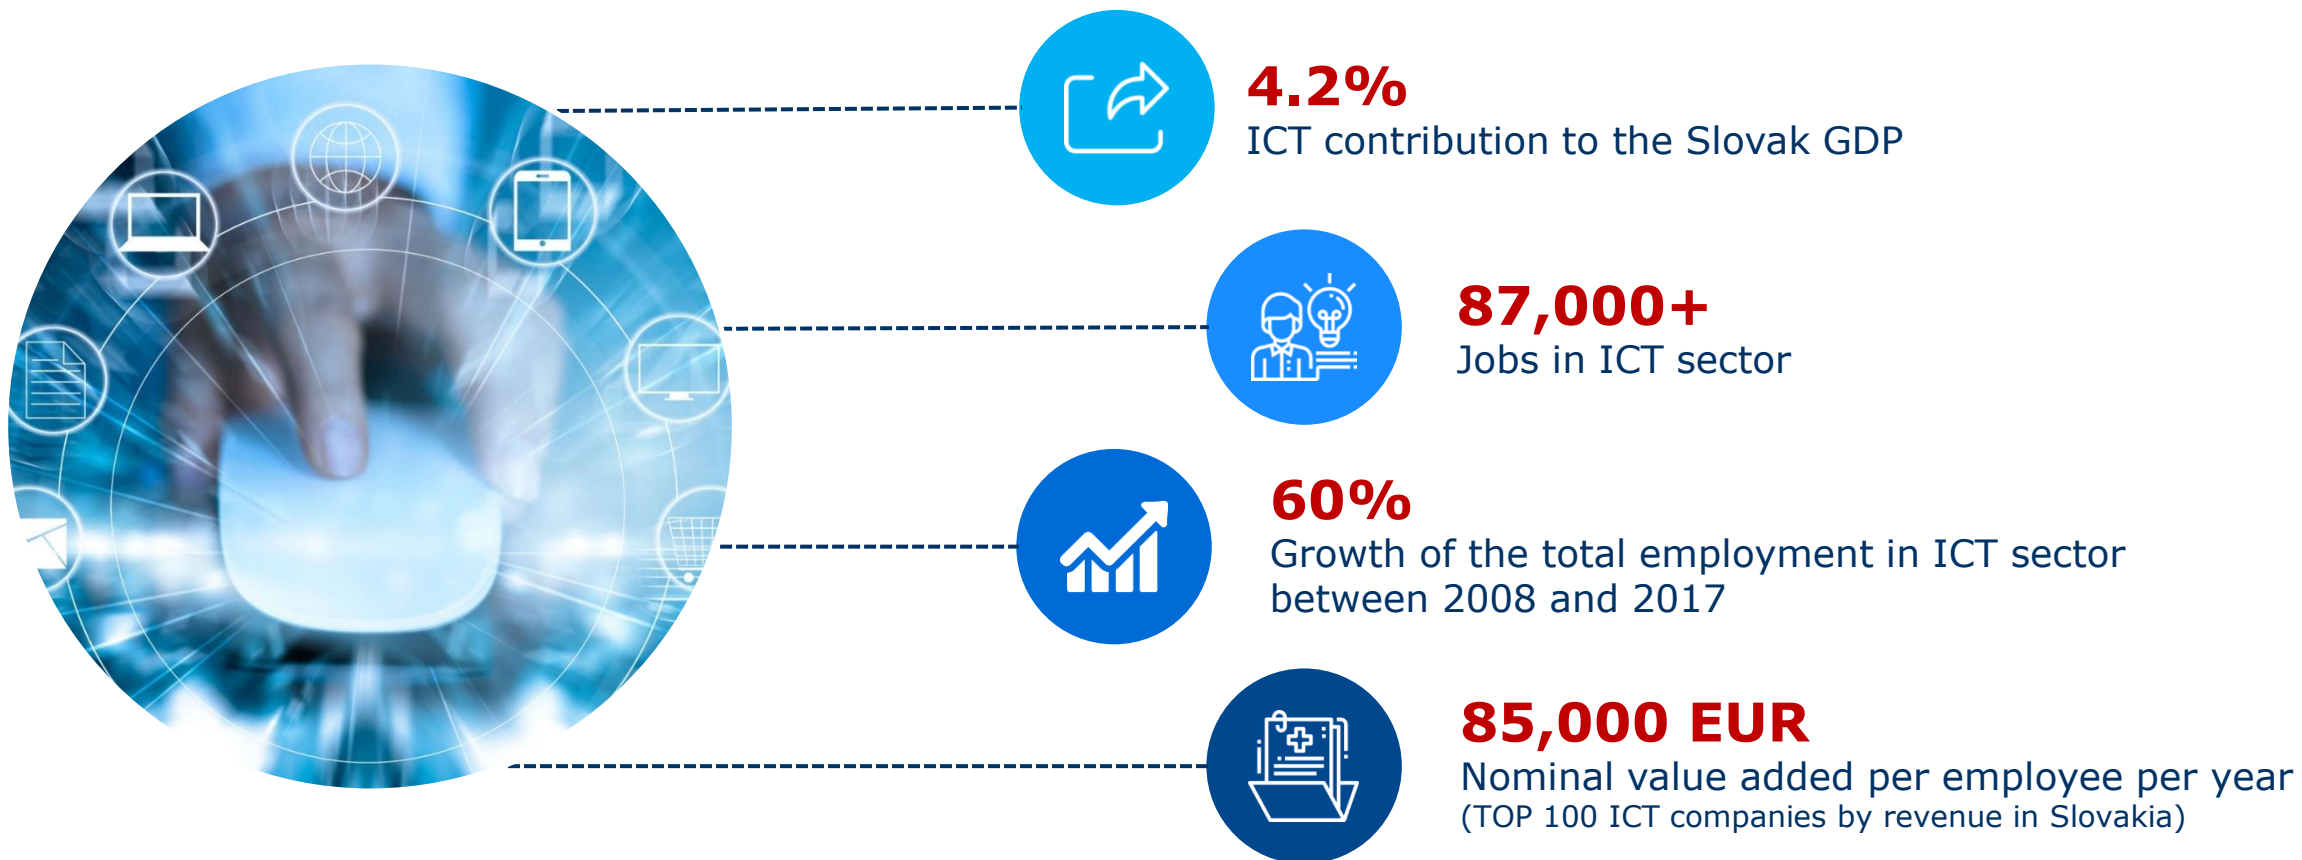 4.2%
ICT contribution to the Slovak GDP
87,000+
Jobs in ICT sector
60%
Growth of the total employment in ICT sector
between 2008 and 2017
85,000 EUR
Nominal value added per employee per year
(TOP 100 ICT companies by revenue in Slovakia)